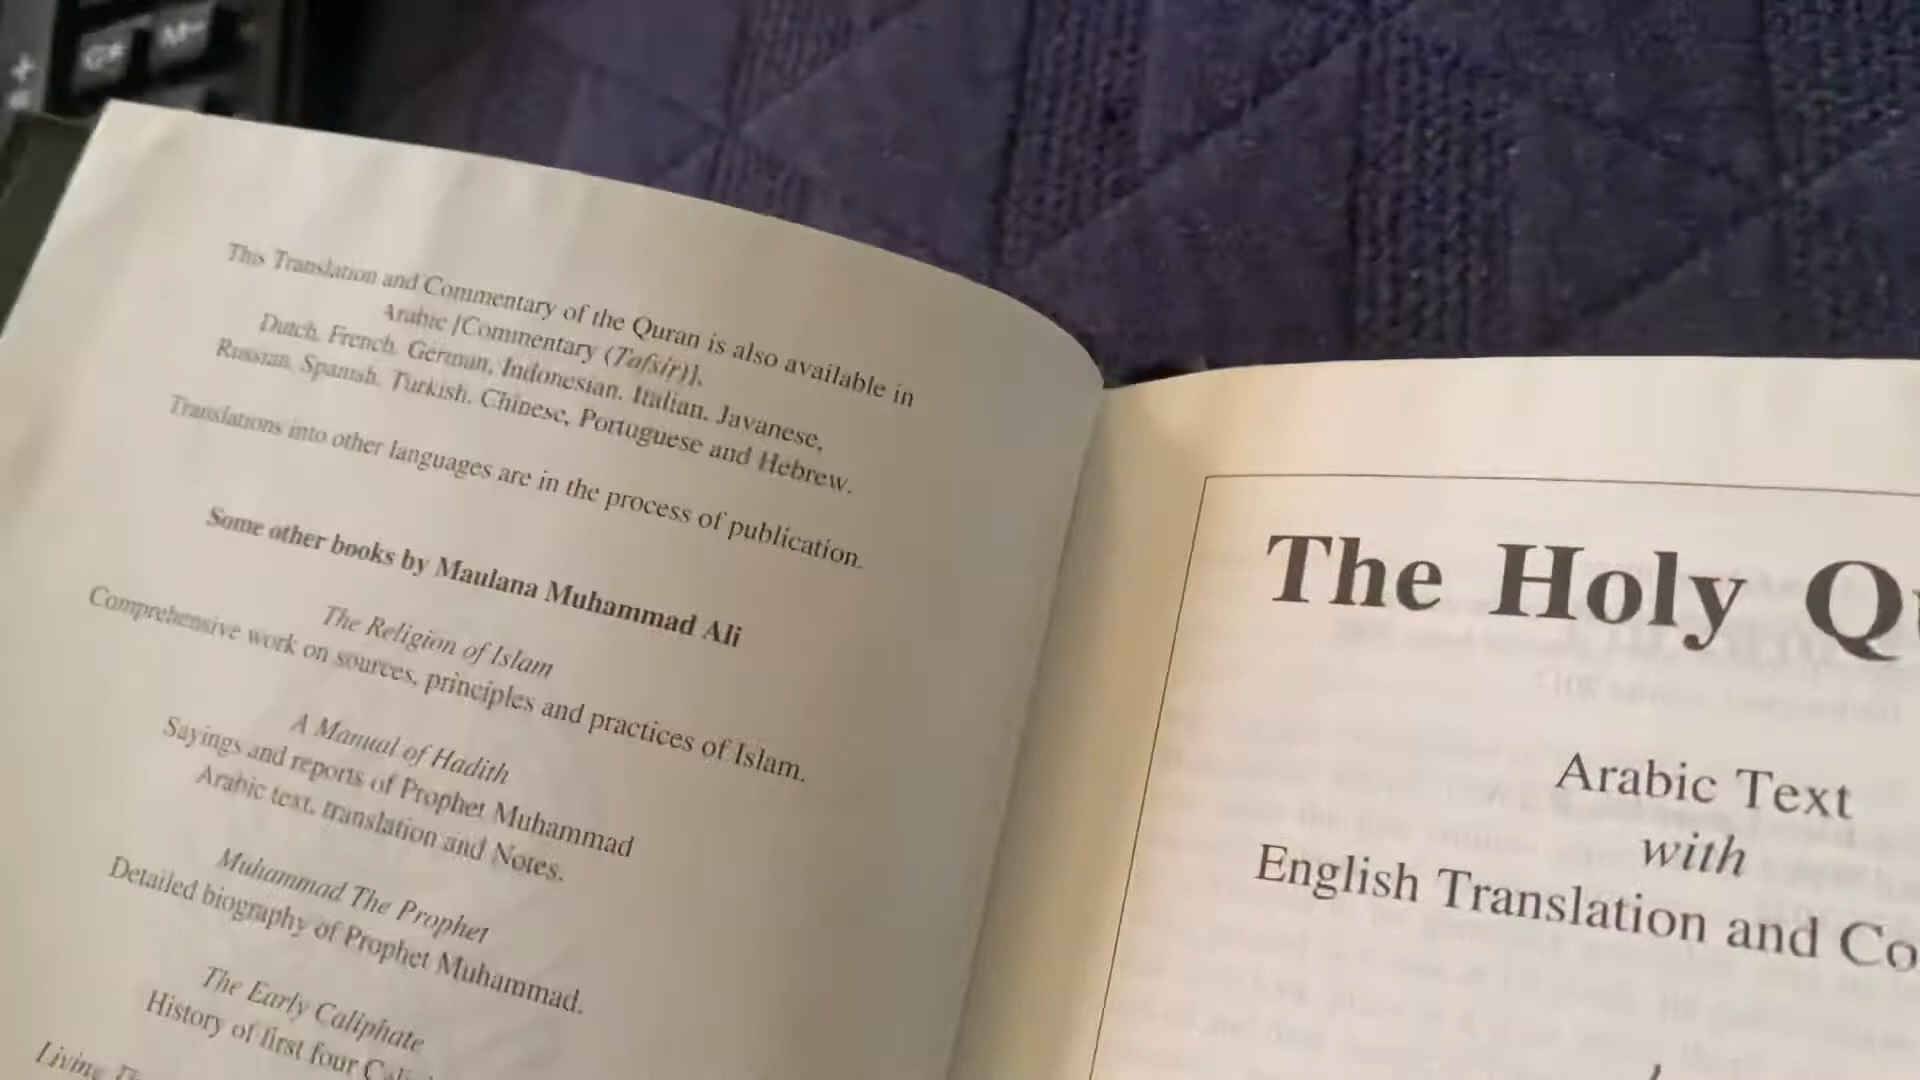 This Translation and Commentary of the Quran is also available in
Arabic [Commentary (Tafsir)],
Dutch, French, German, Indonesian, Italian, Javanese,
Russian, Spanish, Turkish, Chinese, Portuguese and Hebrew.
Translations into other languages are in the process of publication.
Some other books by Maulana Muhammad Ali
The Religion of Islam
Comprehensive work on sources, principles and practices of Islam.
A Manual of Hadith
Sayings and reports of Prophet Muhammad
Arabic text, translation and Notes.
Muhammad The Prophet
Detailed biography of Prophet Muhammad.
The Early Caliphate
History of first four
Living
The Holy
Arabic Text
with
English Translation and